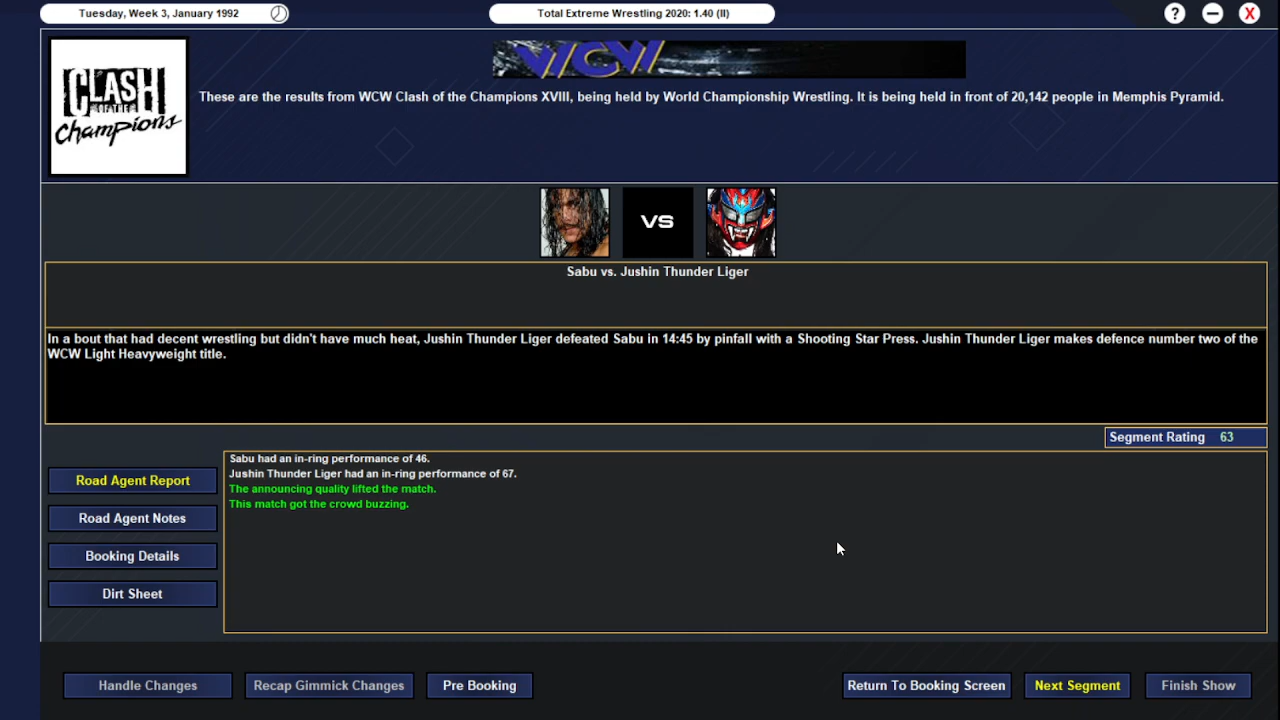 Tuesday, Week 3, January 1992
Total Extreme Wrestling 2020: 1.40 (II)
?
X
CLASH
OF THE
Champions
WCW
These are the results from WCW Clash of the Champions XVIII, being held by World Championship Wrestling. It is being held in front of 20,142 people in Memphis Pyramid.
VS
Sabu vs. Jushin Thunder Liger
In a bout that had decent wrestling but didn't have much heat, Jushin Thunder Liger defeated Sabu in 14:45 by pinfall with a Shooting Star Press. Jushin Thunder Liger makes defence number two of the
WCW Light Heavyweight title.
Segment Rating 63
Road Agent Report
Road Agent Notes
Booking Details
Dirt Sheet
Sabu had an in-ring performance of 46.
Jushin Thunder Liger had an in-ring performance of 67.
The announcing quality lifted the match.
This match got the crowd buzzing.
Handle Changes
Recap Gimmick Changes
Pre Booking
Return To Booking Screen
Next Segment
Finish Show